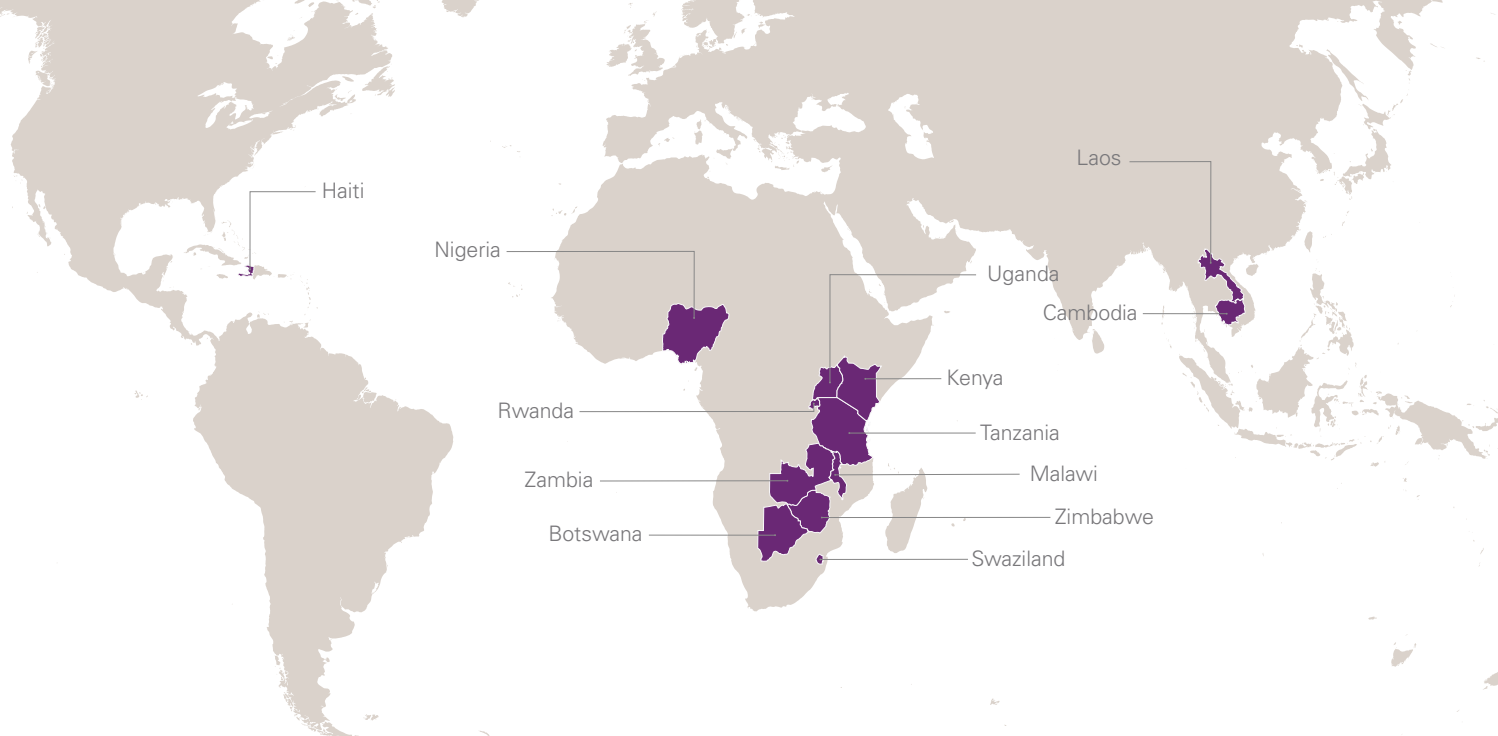 Laos
Haiti
Nigeria
Uganda
Cambodia
Kenya
Rwanda
Tanzania
Malawi
Zambia
Zimbabwe
Botswana
Swaziland